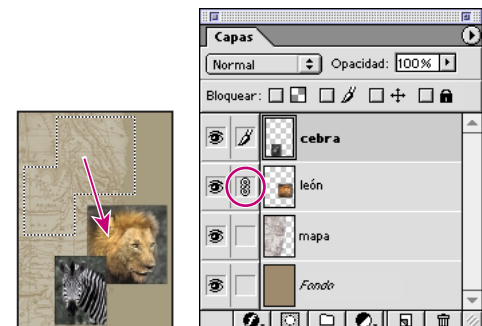 Capas
Normal Opacidad: 100%
Bloquear:
cebra
león
mapa
Fondo